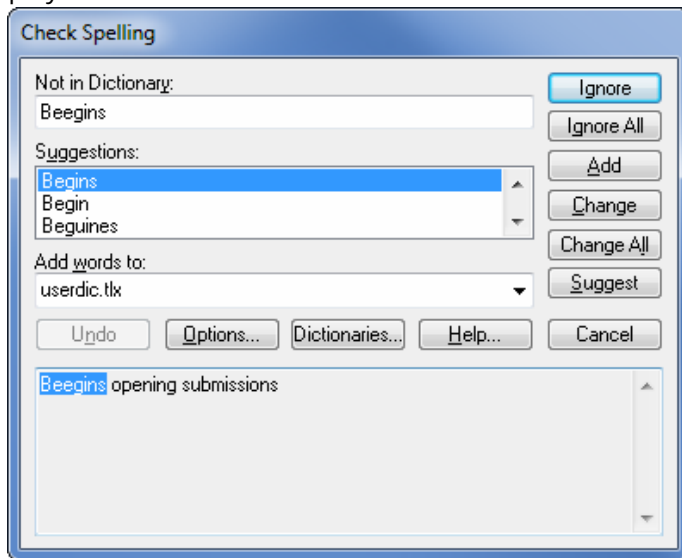 Check Spelling
Not in Dictionary:
Beegins
Suggestions:
Begins
Begin
Beguines
Add words to:
userdic.tlx
Ignore
Ignore All
Add
Change
Change All
Suggest
Undo
Options...
Dictionaries...
Help...
Cancel
Beegins opening submissions